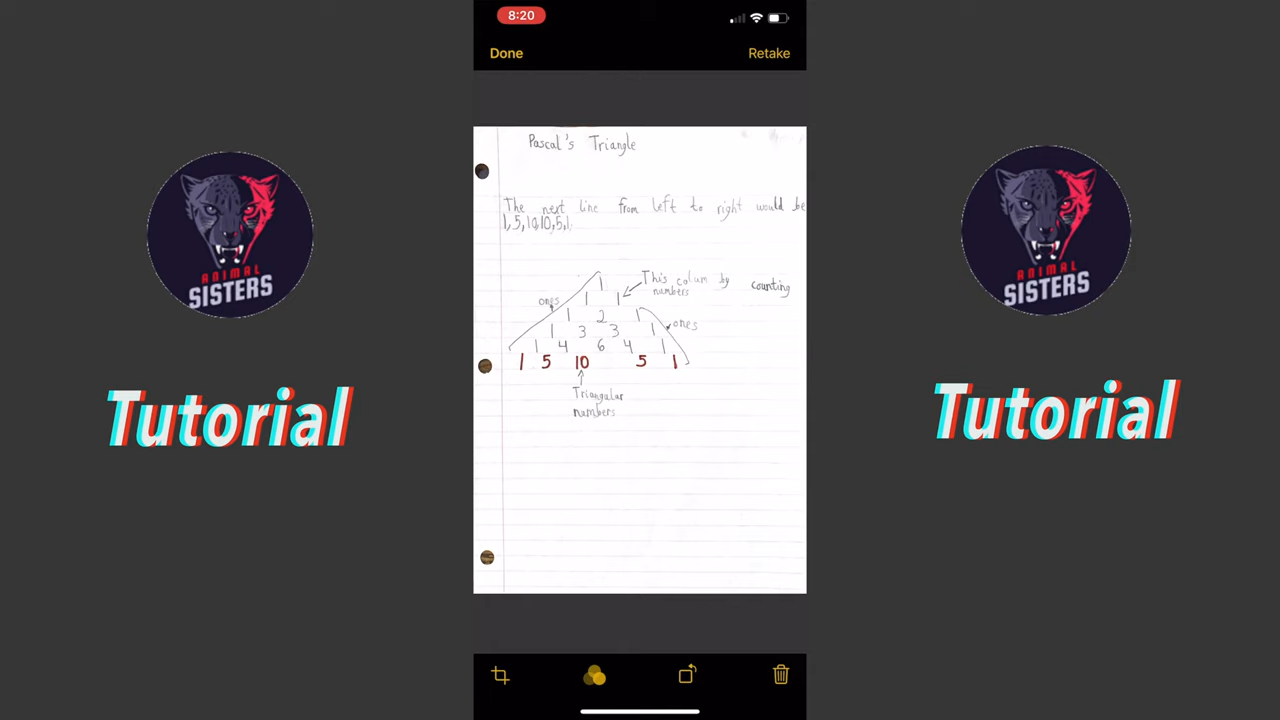 8:20
Done
Retake
Pascal's Triangle
The next line from left to right would be
1,5,10,10,5,1
1
This colum by counting
numbers
ones
1 1
1 2 1
ones
1 3 3 1
1 4 6 4 1
1 5 10 5 1
Triangular
numbers
ANIMAL
SISTERS
Tutorial
ANIMAL
SISTERS
Tutorial